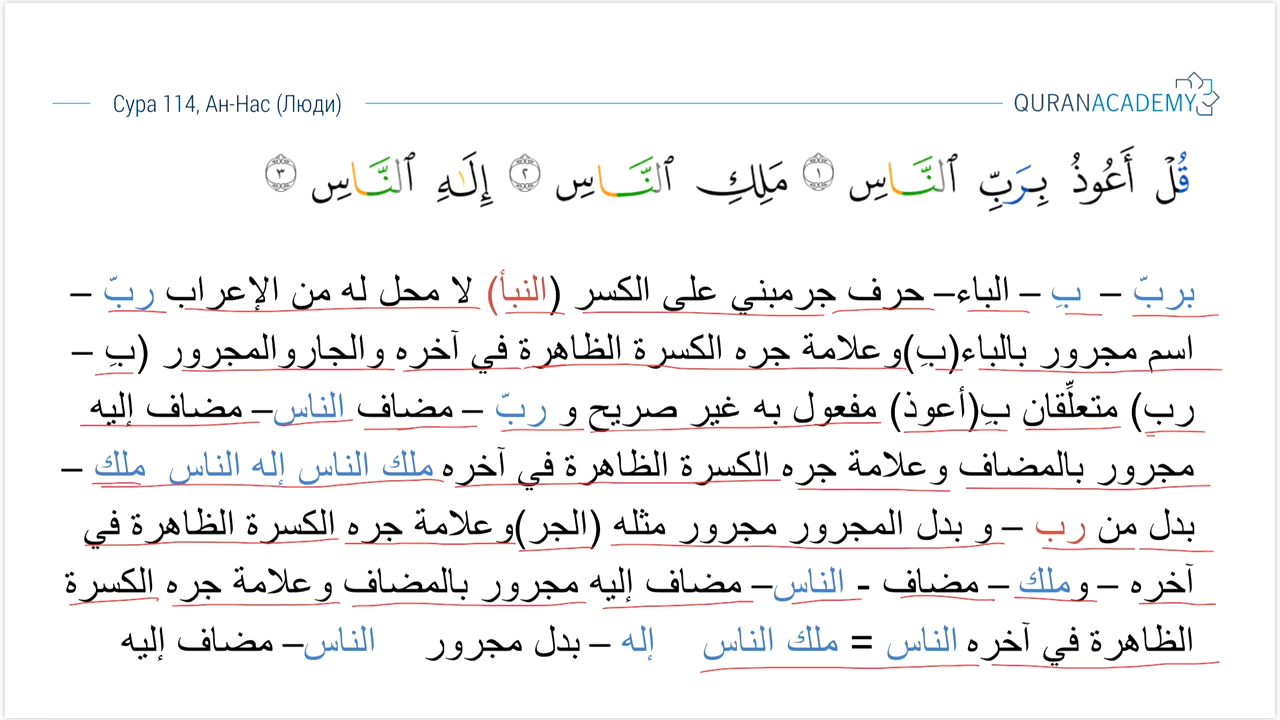 Сура 114, Ан-Нас (Люди)
QURANACADEMY
قُلْ أَعُوذُ بِرَبِّ ٱلنَّاسِ ١ مَلِكِ ٱلنَّاسِ ٢ إِلَـٰهِ ٱلنَّاسِ ٣
بربّ – بِ – الباء– حرف جرمبني على الكسر (النبأ) لا محل له من الإعراب ربّ –
اسم مجرور بالباء(بِ)وعلامة جره الكسرة الظاهرة في آخره والجاروالمجرور (بِ –
رب) متعلِّقان بِ(أعوذ) مفعول به غير صريح و ربّ – مضاف الناس– مضاف إليه
مجرور بالمضاف وعلامة جره الكسرة الظاهرة في آخره ملك الناس إله الناس ملك –
بدل من رب – و بدل المجرور مجرور مثله (الجر)وعلامة جره الكسرة الظاهرة في
آخره – وملك – مضاف - الناس– مضاف إليه مجرور بالمضاف وعلامة جره الكسرة
الظاهرة في آخره الناس = ملك الناس إله – بدل مجرور الناس– مضاف إليه